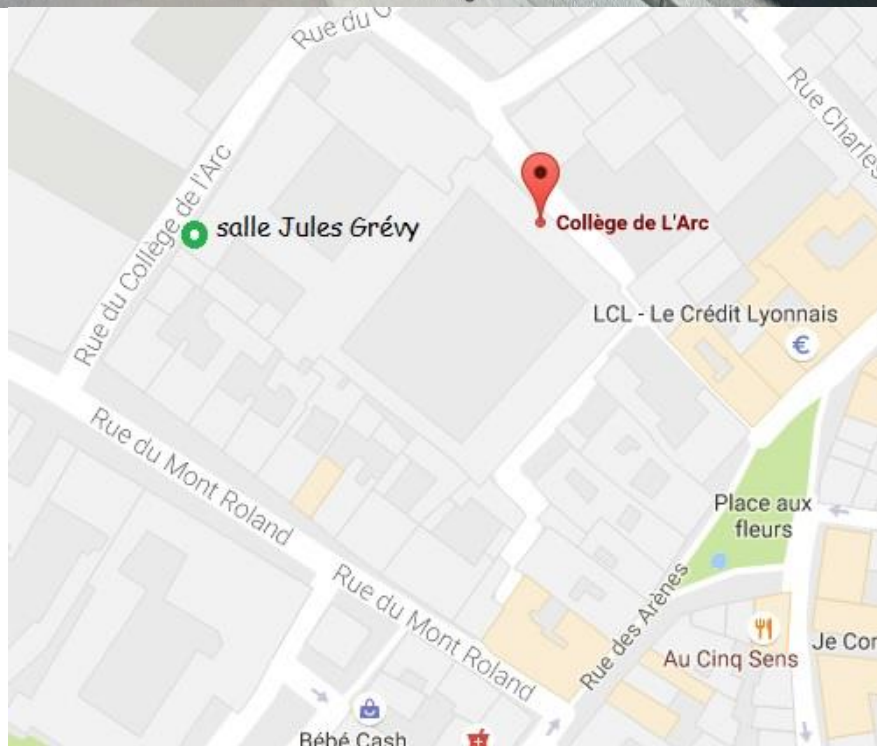 Rue du
Rue Charles
Rue du Collège de l'Arc
salle Jules Grévy
Collège de L'Arc
LCL - Le Crédit Lyonnais
€
Rue du Mont Roland
Place aux
fleurs
Rue du Mont Roland
Rue des Arènes
Au Cinq Sens
Je
Bébé Cash